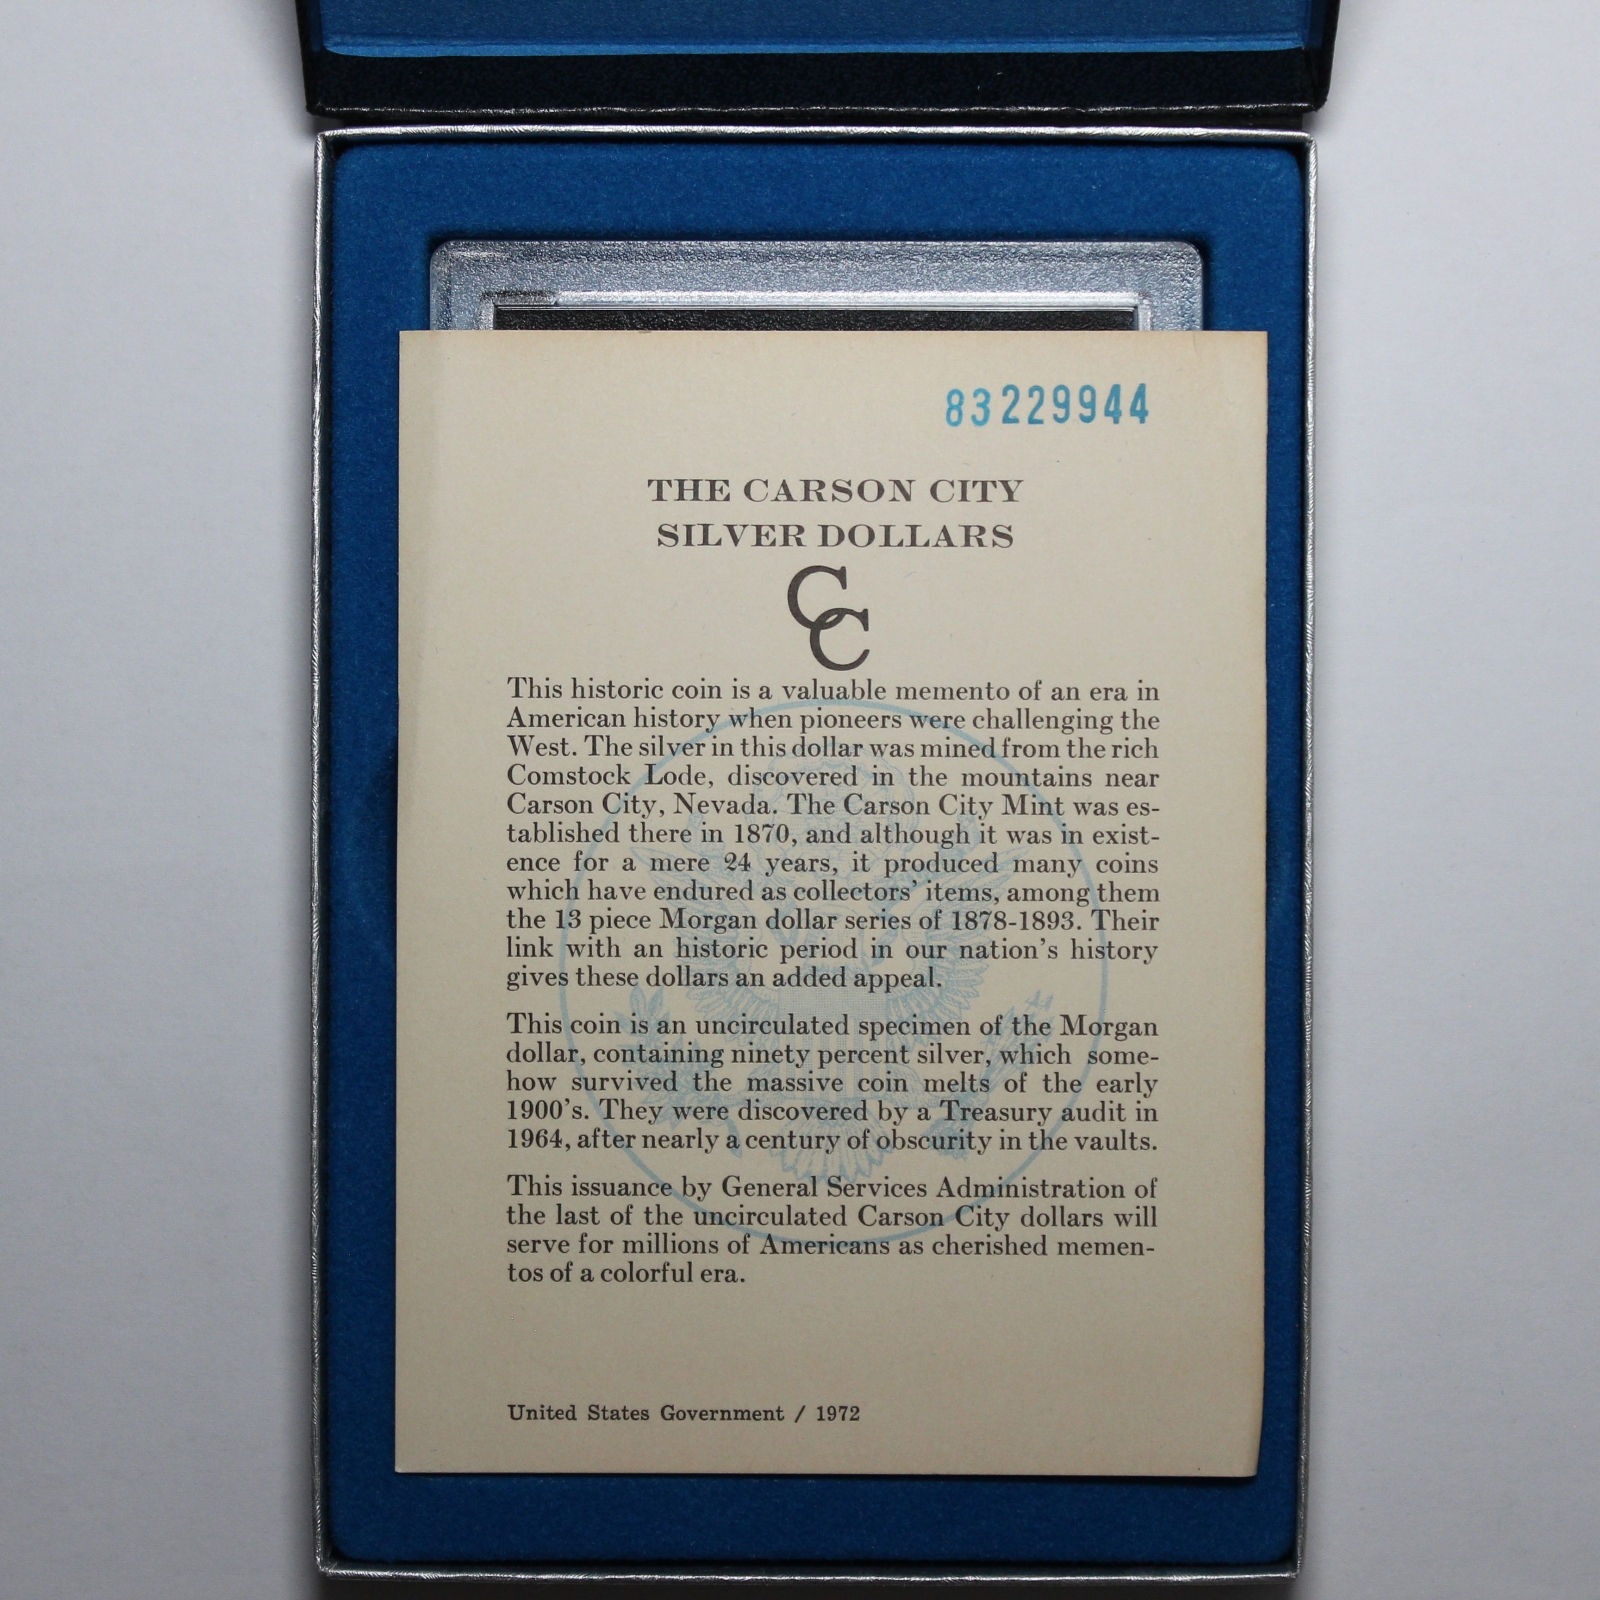 83229944
THE CARSON CITY
SILVER DOLLARS
CC
This historic coin is a valuable memento of an era in
American history when pioneers were challenging the
West. The silver in this dollar was mined from the rich
Comstock Lode, discovered in the mountains near
Carson City, Nevada. The Carson City Mint was es-
tablished there in 1870, and although it was in exist-
ence for a mere 24 years, it produced many coins
which have endured as collectors' items, among them
the 13 piece Morgan dollar series of 1878-1893. Their
link with an historic period in our nation's history
gives these dollars an added appeal.
This coin is an uncirculated specimen of the Morgan
dollar, containing ninety percent silver, which some-
how survived the massive coin melts of the early
1900's. They were discovered by a Treasury audit in
1964, after nearly a century of obscurity in the vaults.
This issuance by General Services Administration of
the last of the uncirculated Carson City dollars will
serve for millions of Americans as cherished memen-
tos of a colorful era.
United States Government / 1972